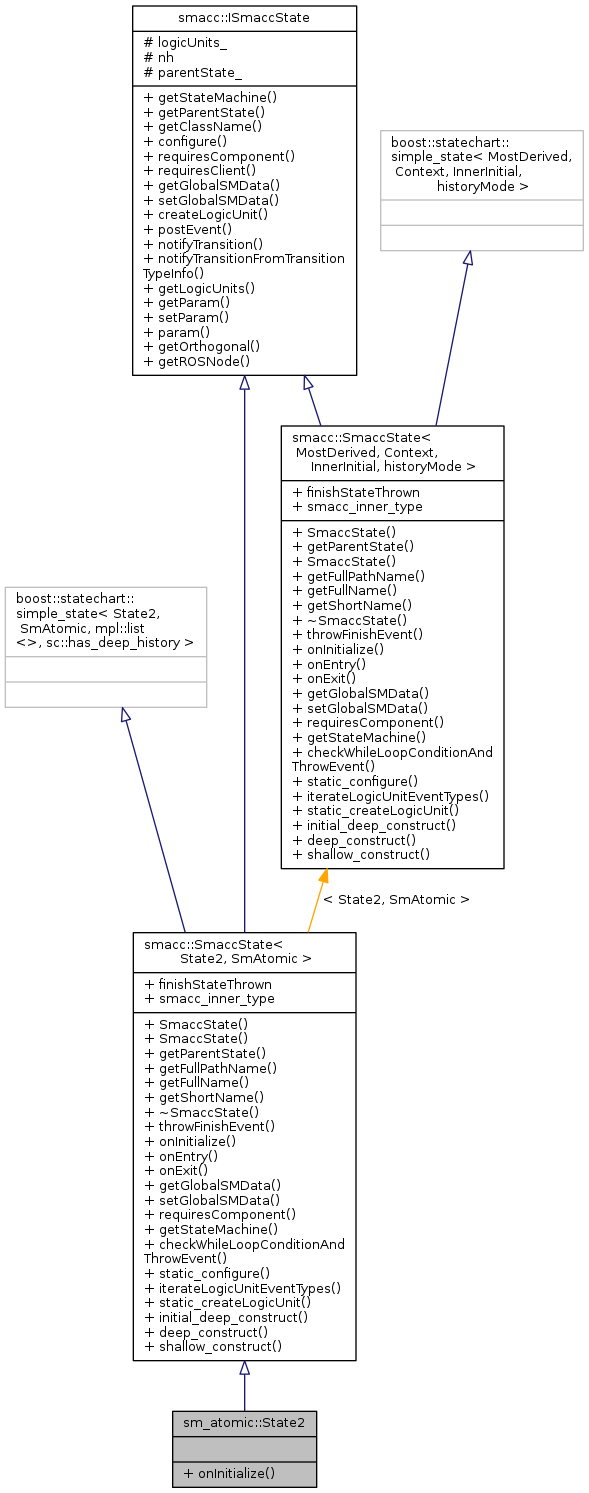 smacc::ISmaccState
# logicUnits_
# nh
# parentState_
+ getStateMachine()
+ getParentState()
+ getClassName()
+ configure()
+ requiresComponent()
+ requiresClient()
+ getGlobalSMData()
+ setGlobalSMData()
+ createLogicUnit()
+ postEvent()
+ notifyTransition()
+ notifyTransitionFromTransition
TypeInfo()
+ getLogicUnits()
+ getParam()
+ setParam()
+ param()
+ getOrthogonal()
+ getROSNode()
boost::statechart::
simple_state< MostDerived,
Context, InnerInitial,
historyMode >
smacc::SmaccState<
MostDerived, Context,
InnerInitial, historyMode >
+ finishStateThrown
+ smacc_inner_type
+ SmaccState()
+ getParentState()
+ SmaccState()
+ getFullPathName()
+ getFullName()
+ getShortName()
+ ~SmaccState()
+ throwFinishEvent()
+ onInitialize()
+ onEntry()
+ onExit()
+ getGlobalSMData()
+ setGlobalSMData()
+ requiresComponent()
+ getStateMachine()
+ checkWhileLoopConditionAnd
ThrowEvent()
+ static_configure()
+ iterateLogicUnitEventTypes()
+ static_createLogicUnit()
+ initial_deep_construct()
+ deep_construct()
+ shallow_construct()
boost::statechart::
simple_state< State2,
SmAtomic, mpl::list
<>, sc::has_deep_history >
< State2, SmAtomic >
smacc::SmaccState<
State2, SmAtomic >
+ finishStateThrown
+ smacc_inner_type
+ SmaccState()
+ SmaccState()
+ getParentState()
+ getFullPathName()
+ getFullName()
+ getShortName()
+ ~SmaccState()
+ throwFinishEvent()
+ onInitialize()
+ onEntry()
+ onExit()
+ getGlobalSMData()
+ setGlobalSMData()
+ requiresComponent()
+ getStateMachine()
+ checkWhileLoopConditionAnd
ThrowEvent()
+ static_configure()
+ iterateLogicUnitEventTypes()
+ static_createLogicUnit()
+ initial_deep_construct()
+ deep_construct()
+ shallow_construct()
sm_atomic::State2
+ onInitialize()